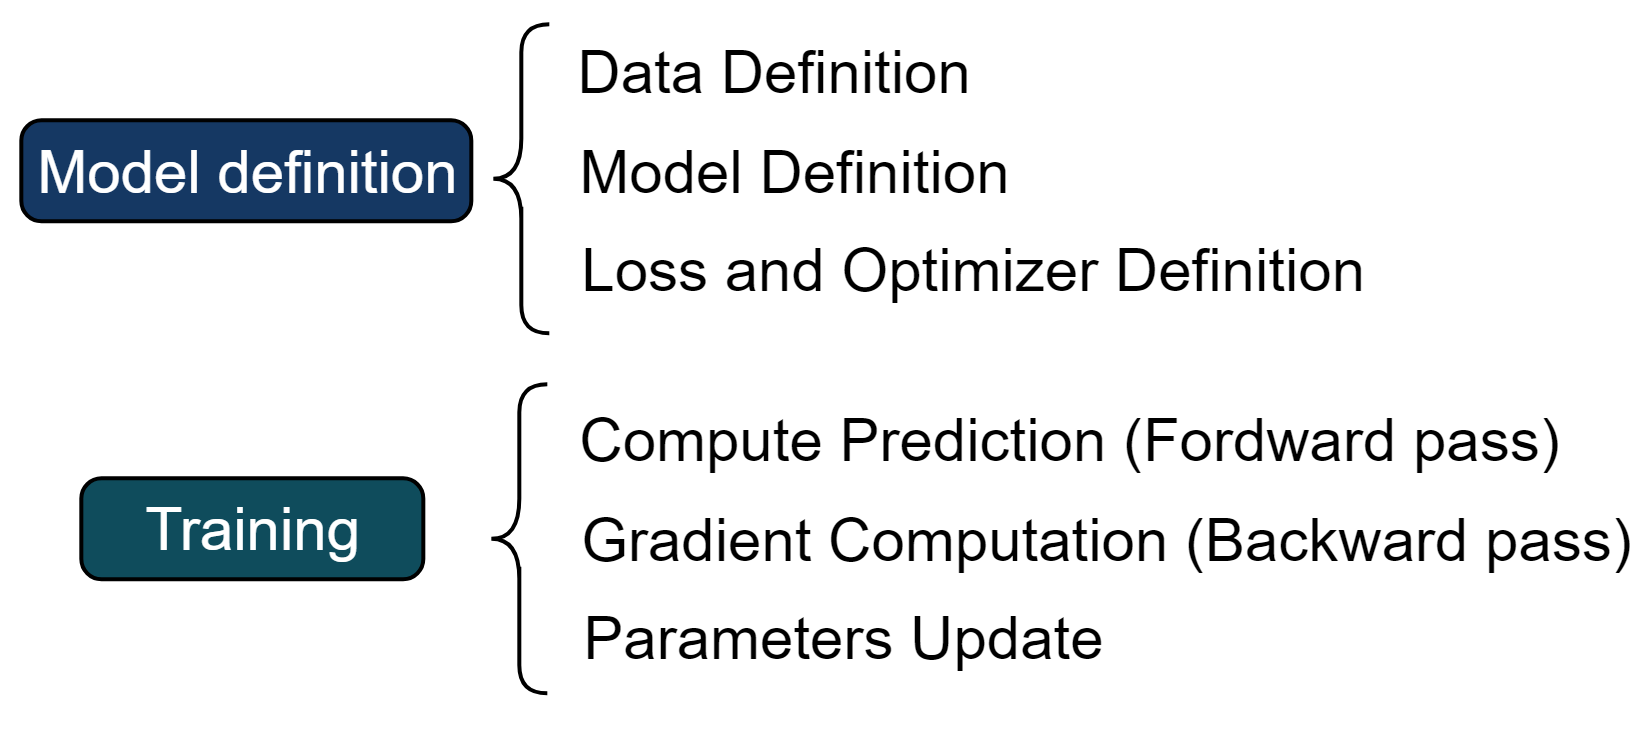 Model definition
Data Definition
Model Definition
Loss and Optimizer Definition
Training
Compute Prediction (Fordward pass)
Gradient Computation (Backward pass)
Parameters Update